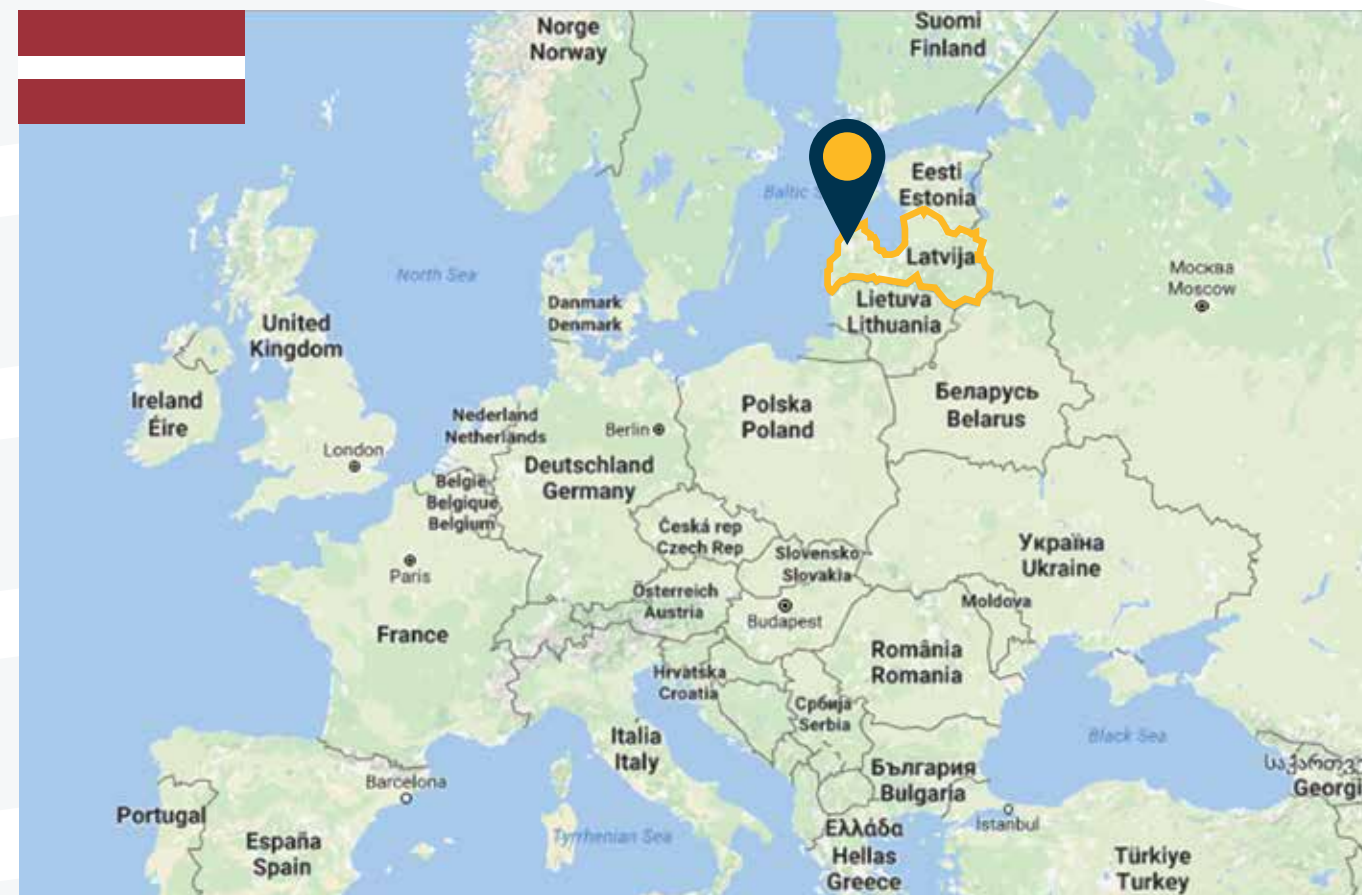 Norge
Norway
Suomi
Finland
Eesti
Estonia
Baltic
Latvija
North Sea
Москва
Moscow
Danmark
Denmark
Lietuva
Lithuania
United
Kingdom
Ireland
Éire
Nederland
Netherlands
Berlin
Polska
Poland
Беларусь
Belarus
London
België
Belgique
Belgium
Deutschland
Germany
Česká rep
Czech Rep
Slovensko
Slovakia
Україна
Ukraine
Paris
Österreich
Austria
Budapest
Moldova
France
România
Romania
Hrvatska
Croatia
Србија
Serbia
Italia
Italy
Black Sea
Barcelona
България
Bulgaria
Portugal
España
Spain
Tyrrhenian Sea
Ελλάδα
Hellas
Greece
İstanbul
Türkiye
Turkey